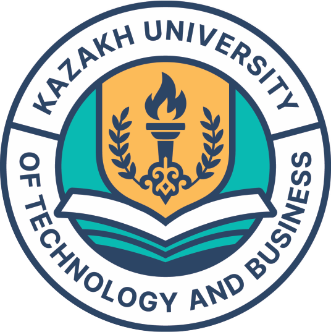 KAZAKH UNIVERSITY
OF TECHNOLOGY AND BUSINESS